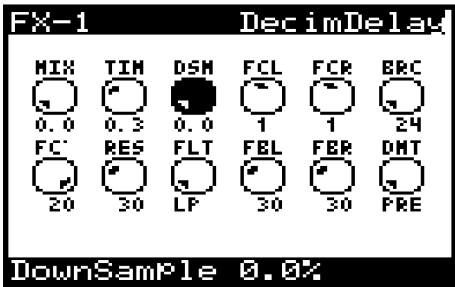 FX-1 DecimDelay
MIX TIM DSM FCL FCR BRC
0.0 0.3 0.0 1 1 24
FC' RES FLT FBL FBR DMT
20 30 LP 30 30 PRE
DownSample 0.0%